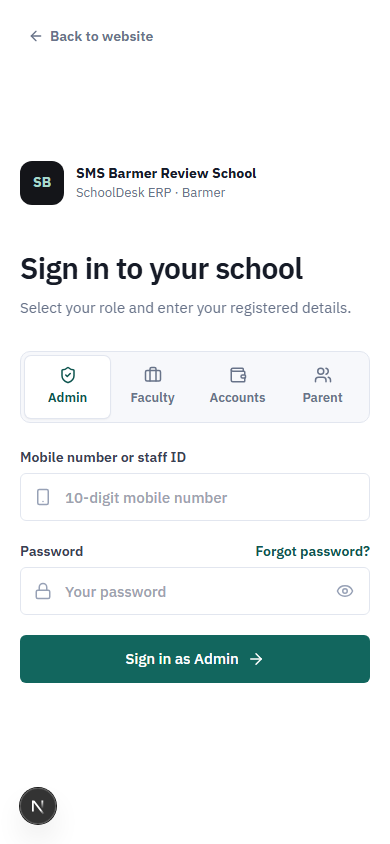 Back to website
SB
SMS Barmer Review School
SchoolDesk ERP · Barmer
Sign in to your school
Select your role and enter your registered details.
Admin
Faculty
Accounts
Parent
Mobile number or staff ID
10-digit mobile number
Password
Forgot password?
Your password
Sign in as Admin
N